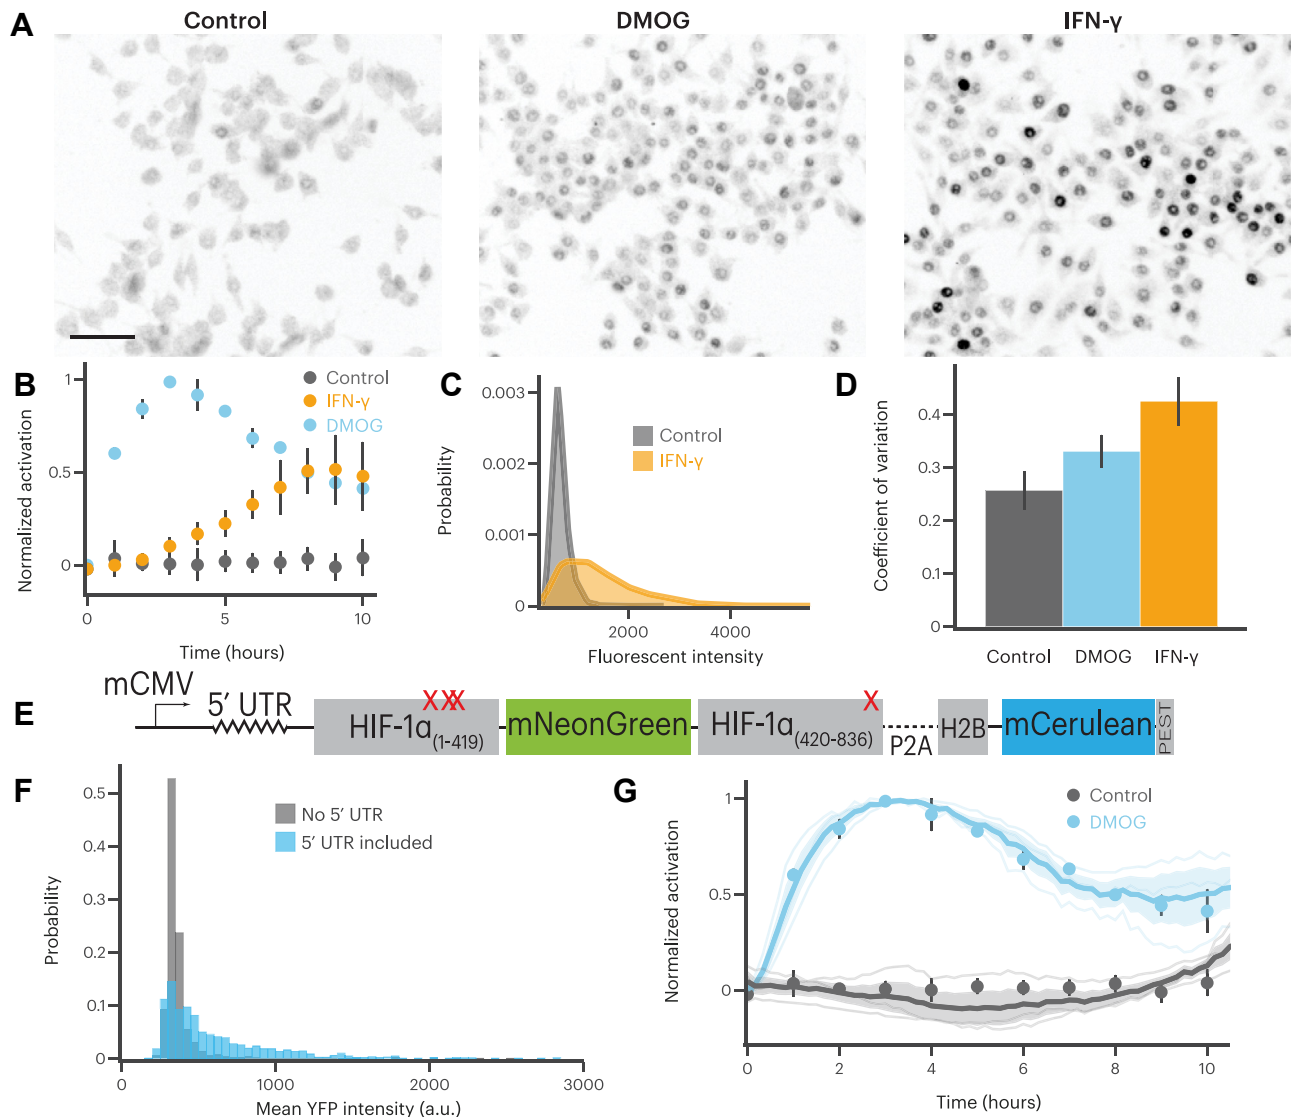 A
Control
DMOG
IFN-γ
B
1
0.5
0
Normalized activation
0
5
10
Time (hours)
Control
IFN-γ
DMOG
C
0.003
0.002
0.001
0
Probability
2000
4000
Fluorescent intensity
Control
IFN-γ
D
0.4
0.3
0.2
0.1
0
Coefficient of variation
Control
DMOG
IFN-γ
E
mCMV
5′ UTR
HIF-1α(1-419)
X
X
X
mNeonGreen
HIF-1α(420-836)
X
P2A
H2B
mCerulean
PEST
F
0.5
0.4
0.3
0.2
0.1
0
Probability
No 5′ UTR
5′ UTR included
0
1000
2000
3000
Mean YFP intensity (a.u.)
G
1
0.5
0
Normalized activation
Control
DMOG
0
2
4
6
8
10
Time (hours)